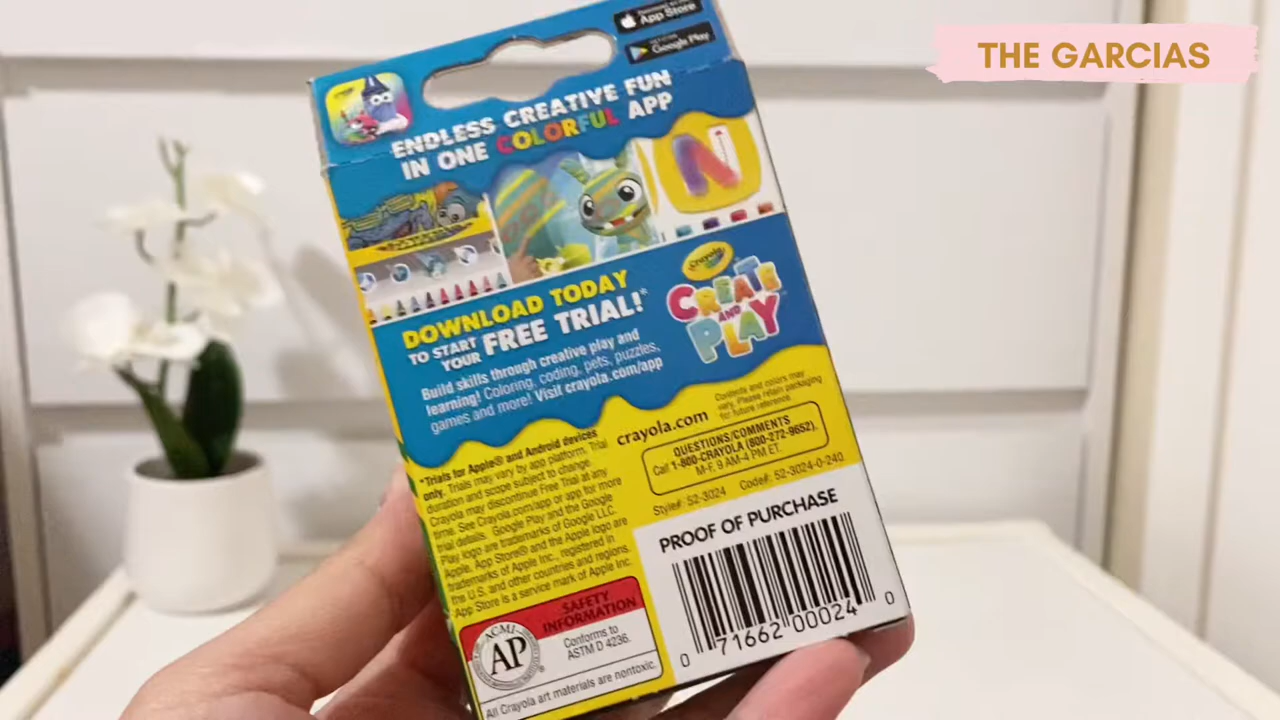 THE GARCIAS
App Store
Google Play
ENDLESS CREATIVE FUN
IN ONE COLORFUL APP
N
DOWNLOAD TODAY
TO START
YOUR FREE TRIAL!*
Build skills through creative play and
learning! Coloring, coding, pets, puzzles,
games and more! Visit crayola.com/app
Crayola
CREATE
AND
PLAY
*Trials for Apple® and Android devices
only. Trials may vary by app platform. Trial
duration and scope subject to change.
Crayola may discontinue Free Trial at any
time. See Crayola.com/app or app for more
trial details. Google Play and the Google
Play logo are trademarks of Google LLC.
Apple, App Store® and the Apple logo are
trademarks of Apple Inc., registered in
the U.S. and other countries and regions.
App Store is a service mark of Apple Inc.
crayola.com
Contents and colors may
vary. Please retain packaging
for future reference.
QUESTIONS/COMMENTS
Call 1-800-CRAYOLA (800-272-9652),
M-F, 9 AM-4 PM ET.
Style#: 52-3024 Code#: 52-3024-0-240
PROOF OF PURCHASE
0 71662 00024 0
SAFETY
INFORMATION
ACMI
AP
Conforms to
ASTM D 4236.
All Crayola art materials are nontoxic.